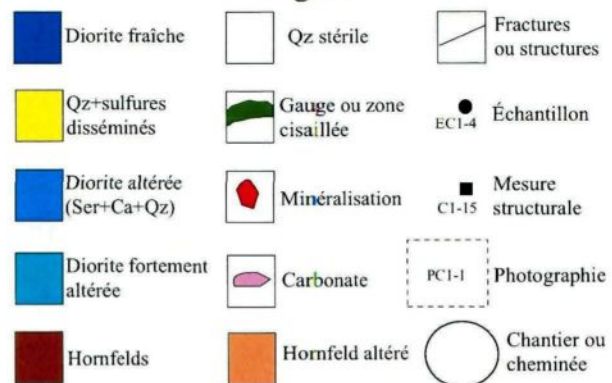 Diorite fraîche
Qz stérile
Fractures
ou structures
Qz+sulfures
disséminés
Gauge ou zone
cisaillée
EC1-4
Échantillon
Diorite altérée
(Ser+Ca+Qz)
Minéralisation
C1-15
Mesure
structurale
Diorite fortement
altérée
Carbonate
PC1-1
Photographie
Hornfelds
Hornfeld altéré
Chantier ou
cheminée